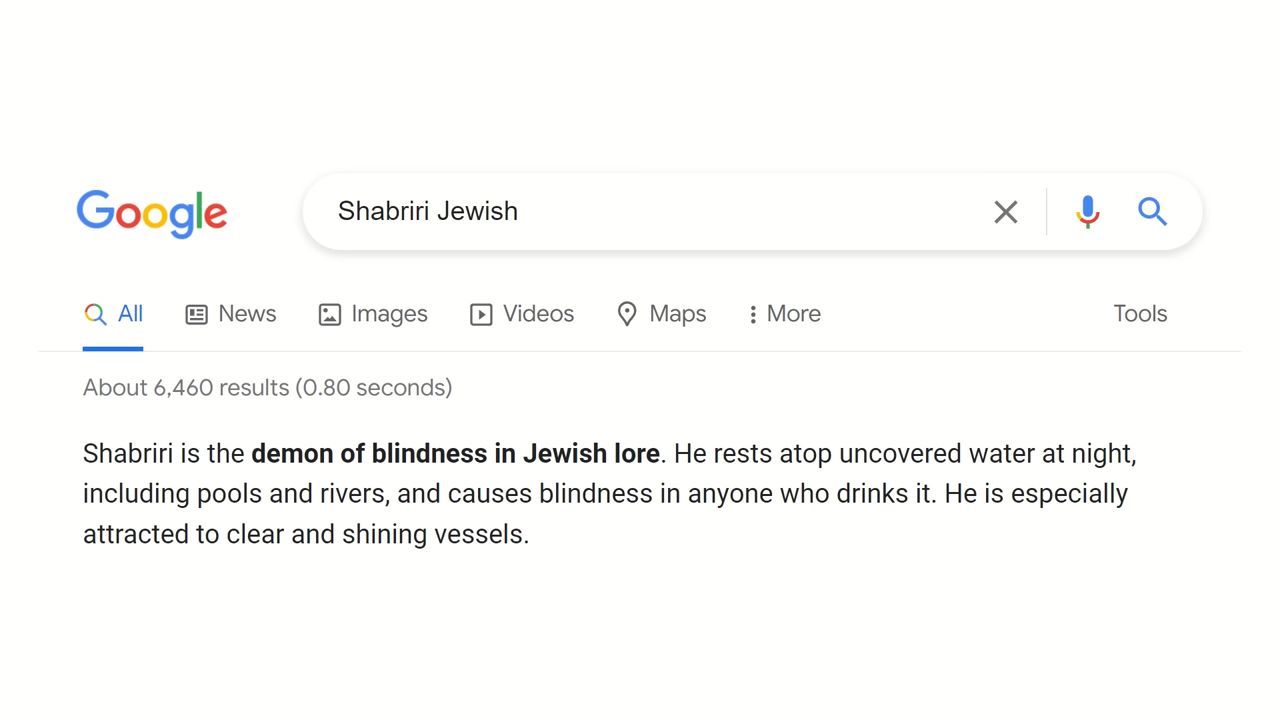 Google
Shabriri Jewish
All News Images Videos Maps More Tools
About 6,460 results (0.80 seconds)
Shabriri is the demon of blindness in Jewish lore. He rests atop uncovered water at night,
including pools and rivers, and causes blindness in anyone who drinks it. He is especially
attracted to clear and shining vessels.